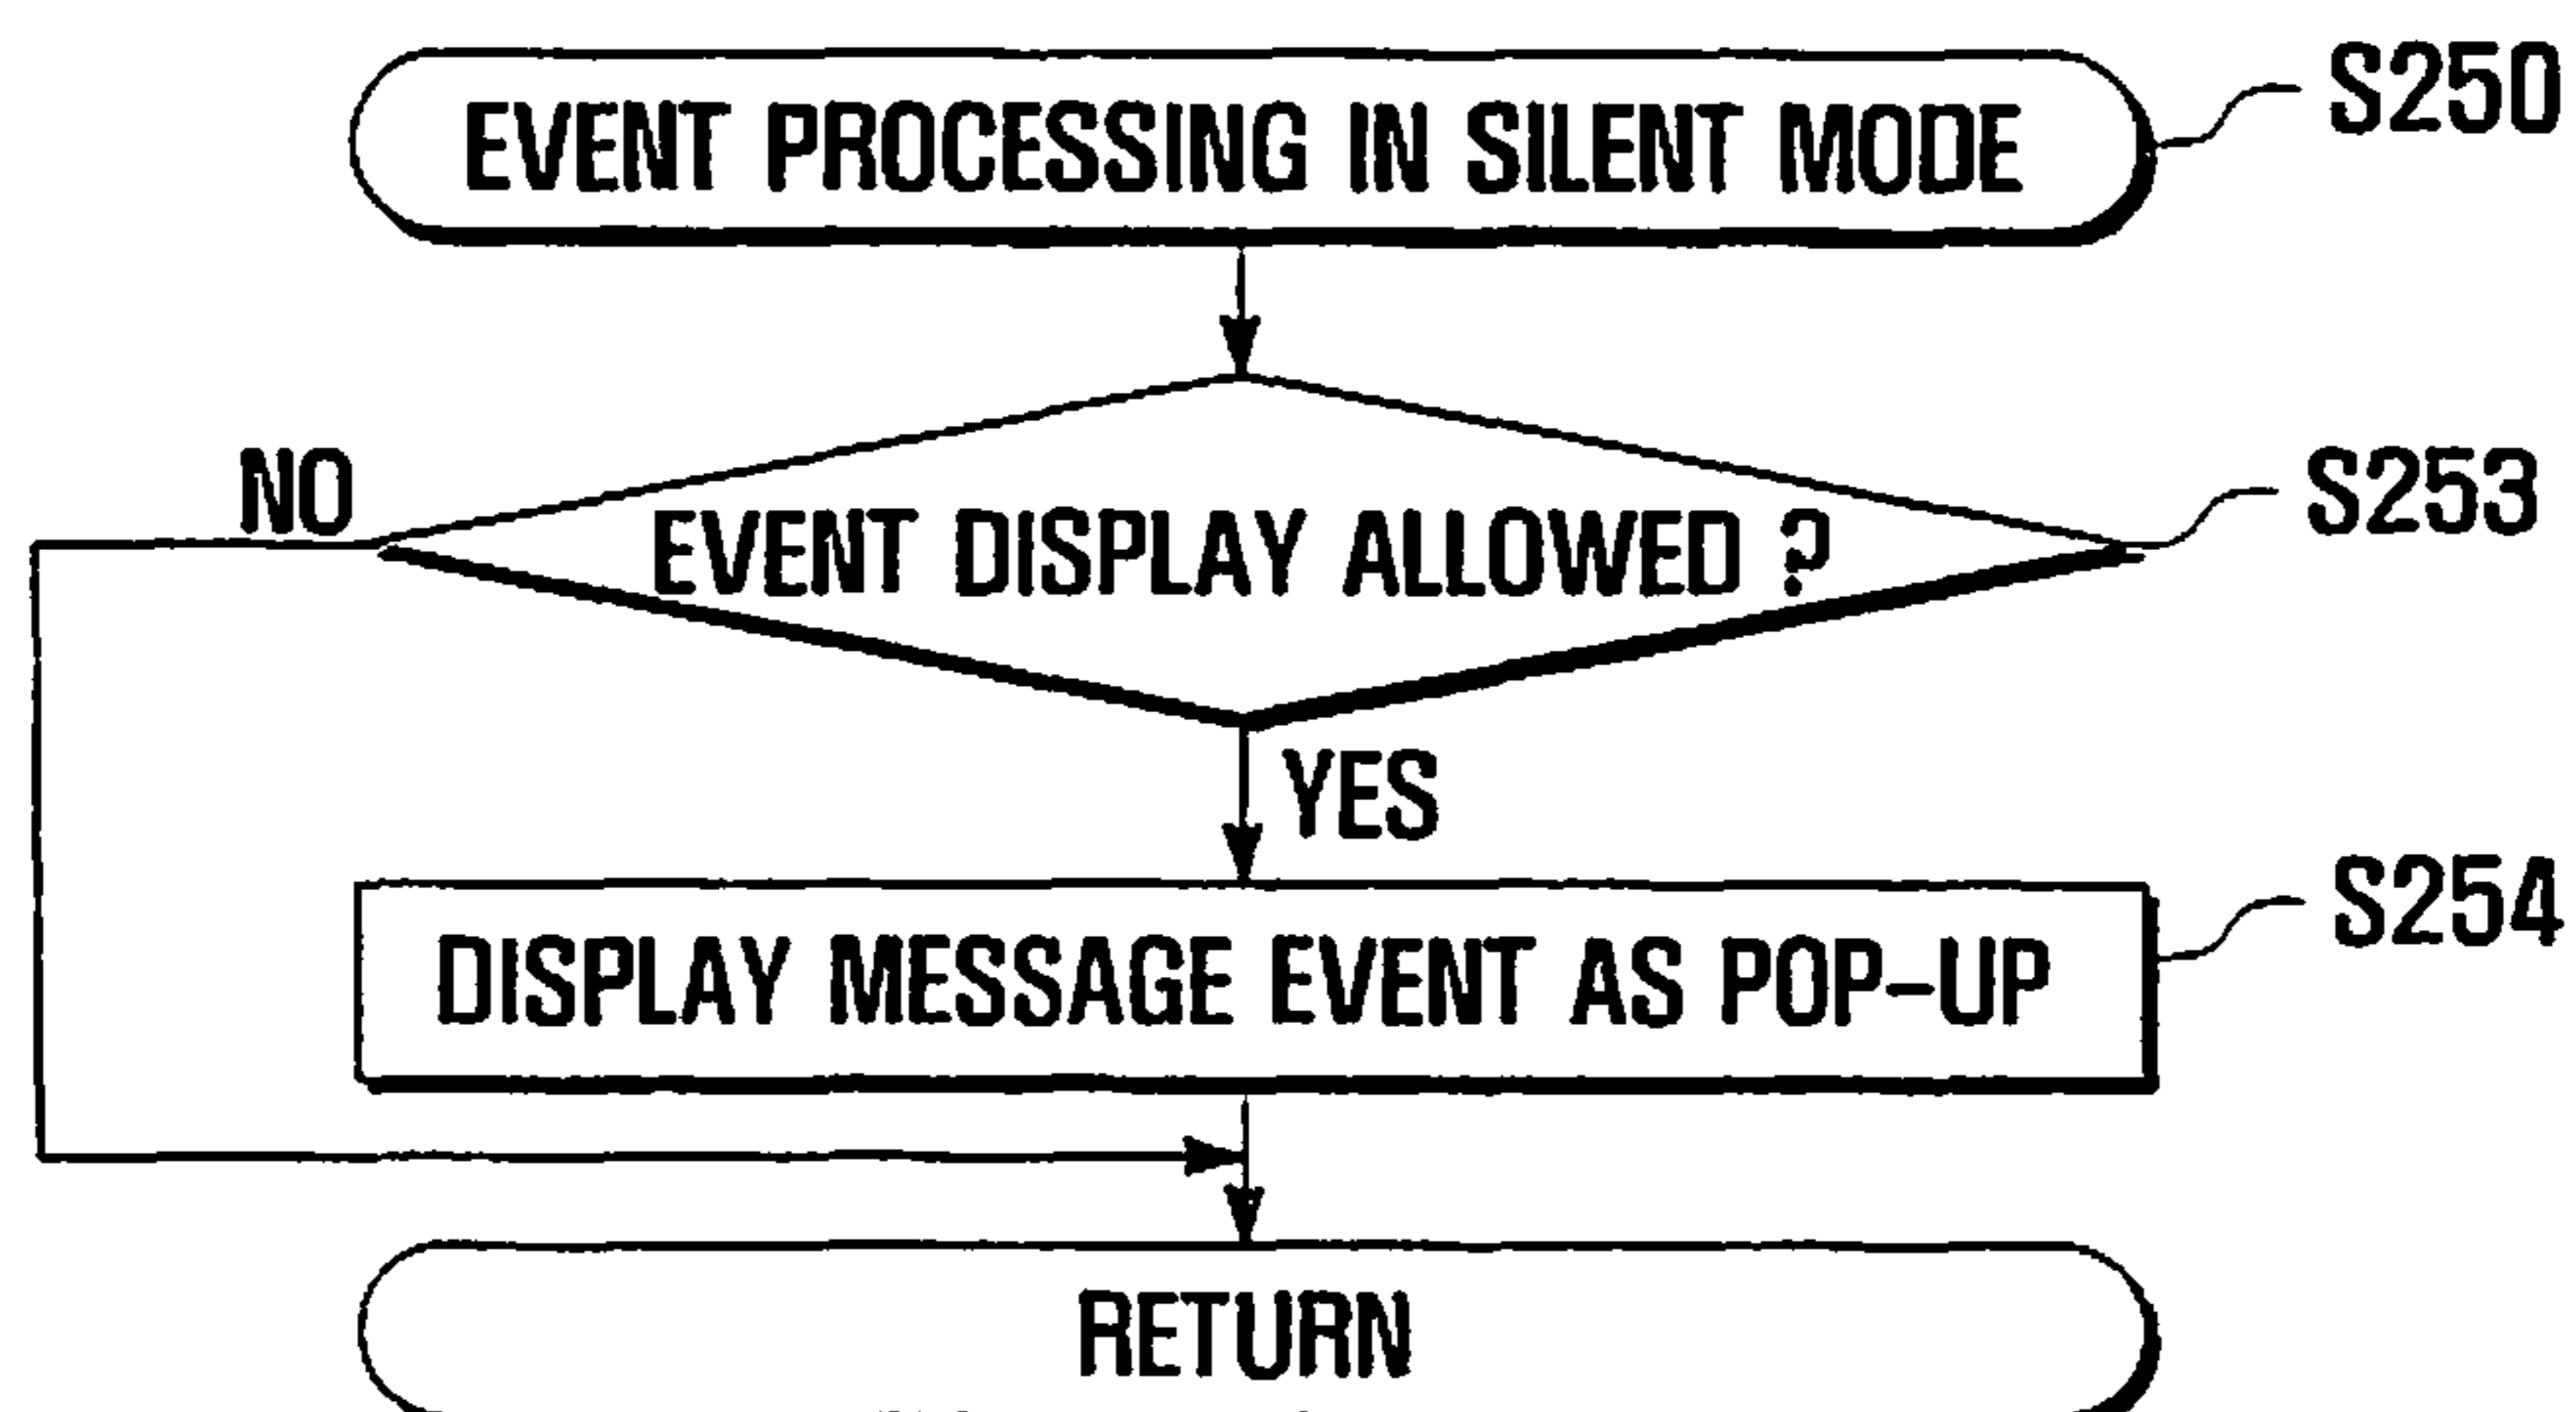 EVENT PROCESSING IN SILENT MODE
S250
NO
EVENT DISPLAY ALLOWED ?
S253
YES
DISPLAY MESSAGE EVENT AS POP-UP
S254
RETURN